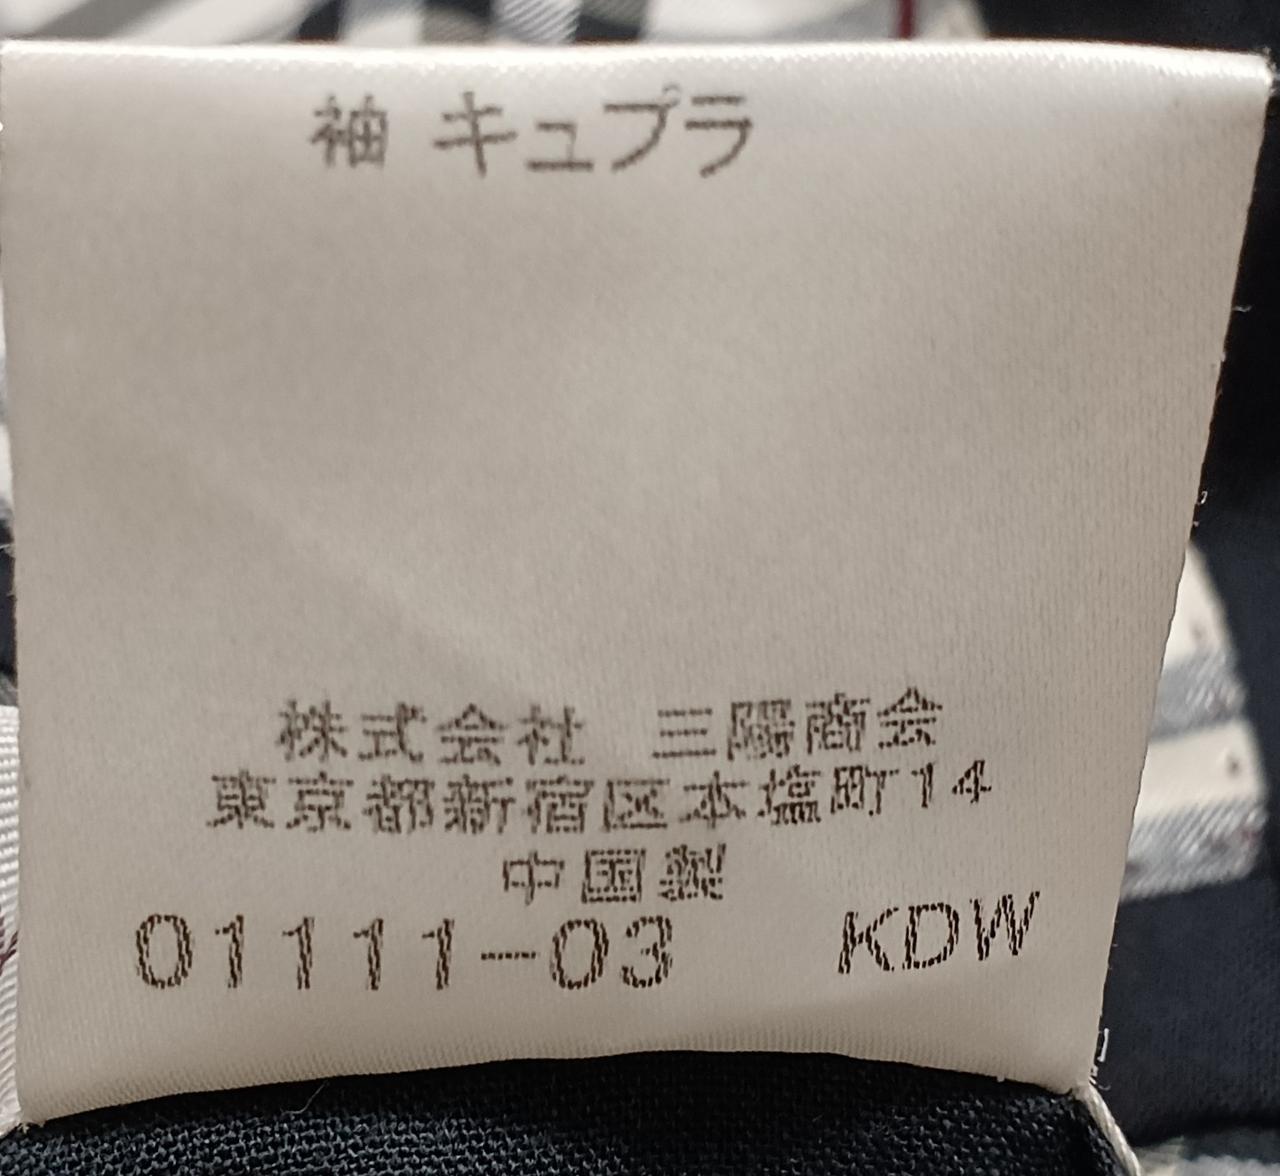 袖 キュプラ
株式会社 三陽商会
東京都新宿区本塩町14
中国製
01111-03 KDW